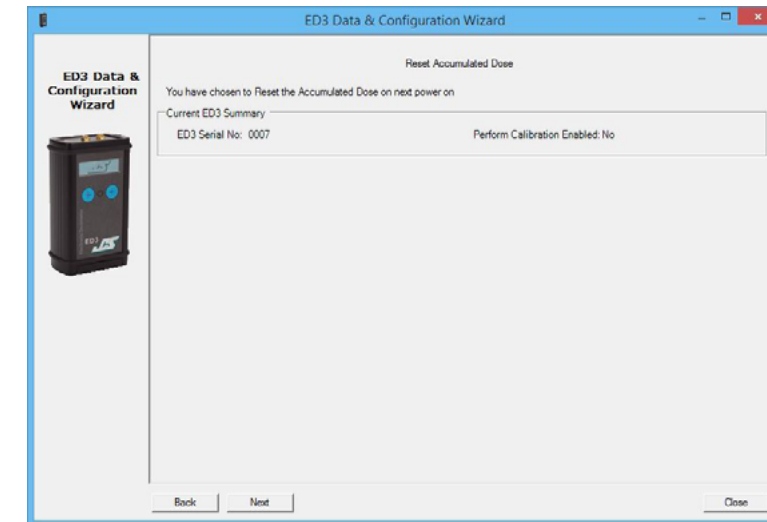 ED3 Data & Configuration Wizard
ED3 Data &
Configuration
Wizard
Reset Accumulated Dose
You have chosen to Reset the Accumulated Dose on next power on
Current ED3 Summary
ED3 Serial No: 0007 Perform Calibration Enabled: No
ED3
Back Next Close